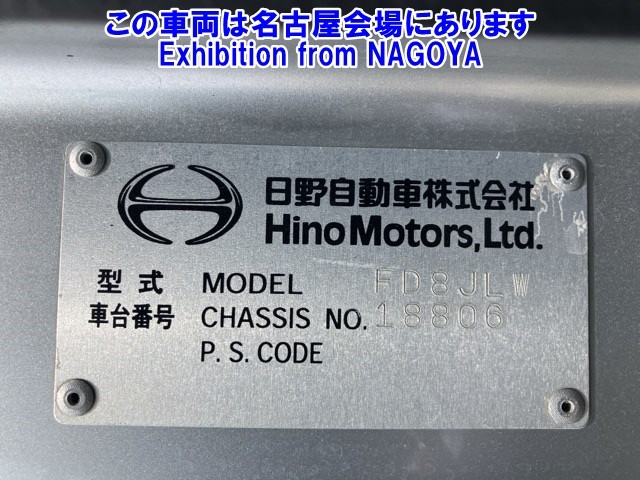 この車両は名古屋会場にあります
Exhibition from NAGOYA
日野自動車株式会社
Hino Motors, Ltd.
型式 MODEL FD8JLW
車台番号 CHASSIS NO. 18806
P. S. CODE